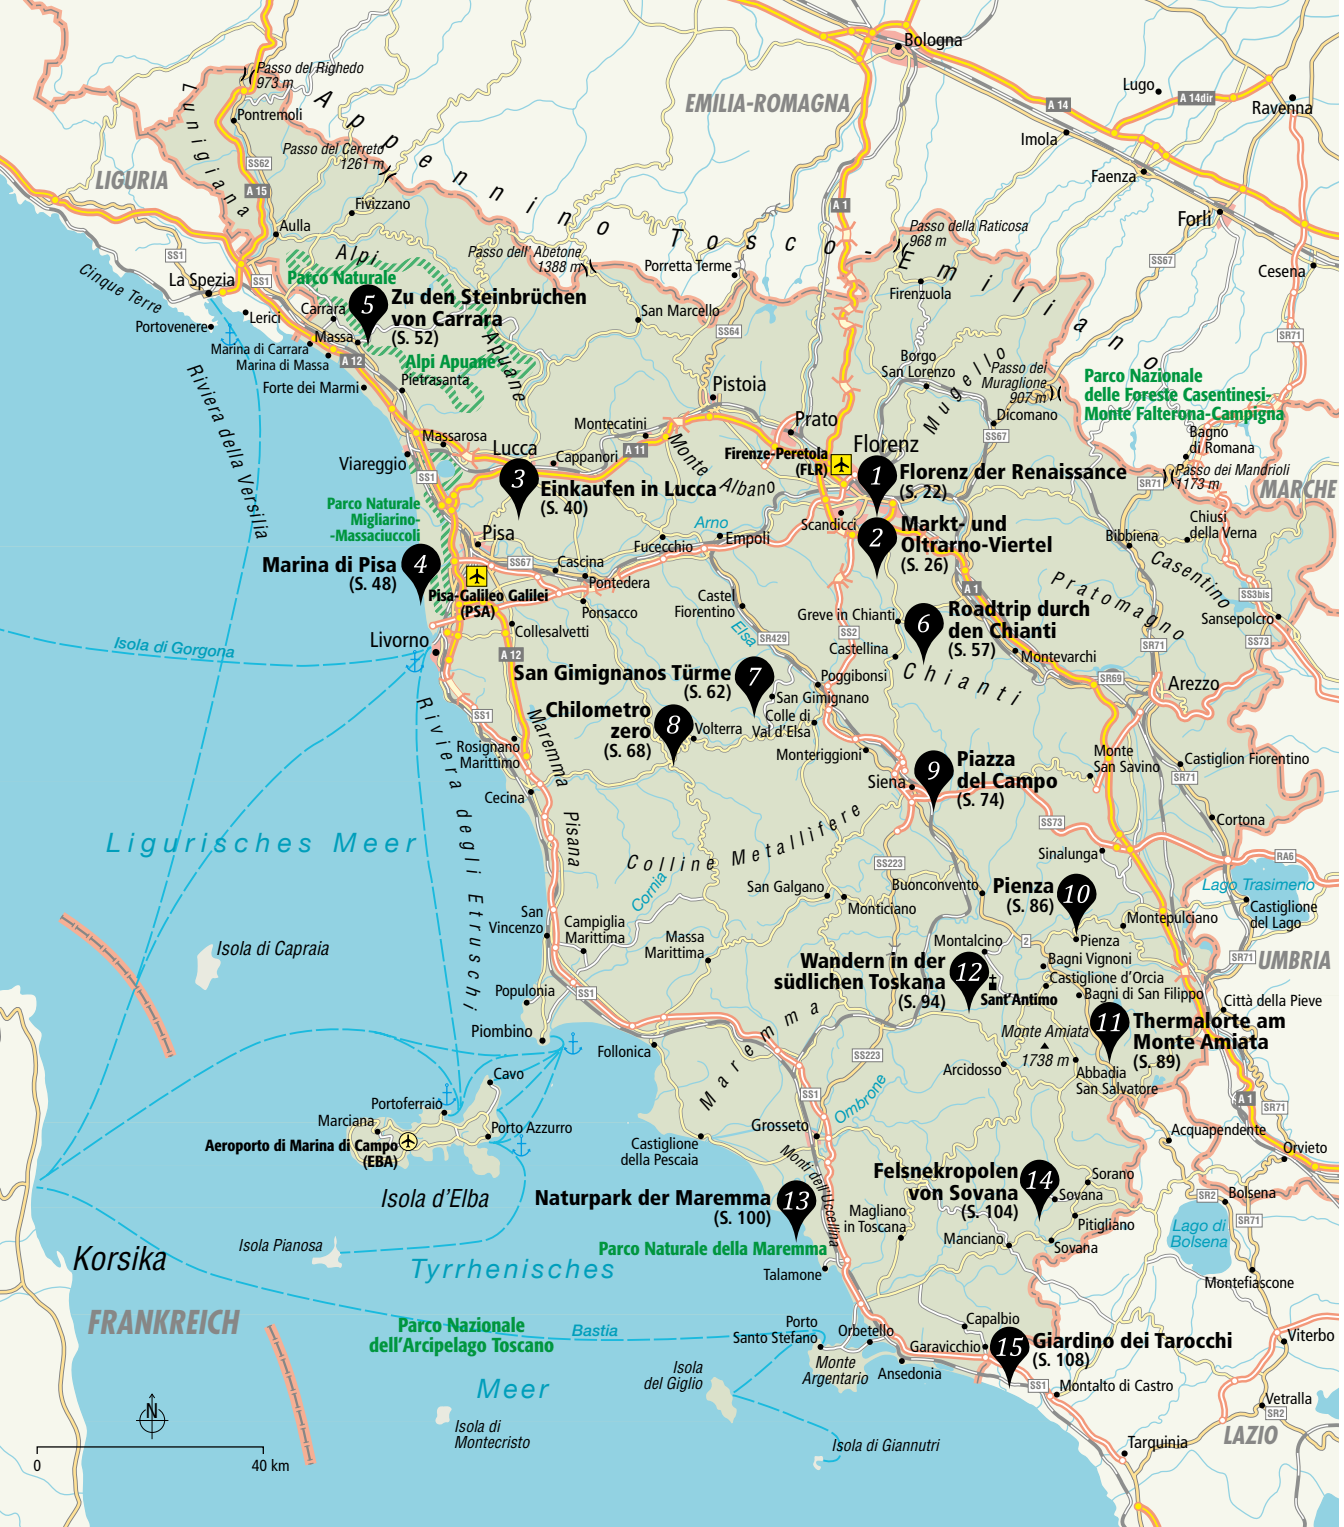 Bologna
Passo del Righedo
973 m
Lugo
A 14dir
Ravenna
EMILIA-ROMAGNA
A 14
Pontremoli
Imola
Lunigiana
Appennino Tosco-Emiliano
Passo del Cerreto
1261 m
SS62
Faenza
LIGURIA
A 15
A 1
Fivizzano
Forlì
Aulla
Passo della Raticosa
968 m
SS1
Alpi
Apuane
Passo dell' Abetone
1388 m
Porretta Terme
SS67
Cesena
Cinque Terre
La Spezia
SS1
Parco Naturale
Firenzuola
5
Zu den Steinbrüchen
von Carrara
(S. 52)
Portovenere
Lerici
Carrara
San Marcello
SS64
SR71
Massa
Marina di Carrara
Marina di Massa
A 12
Alpi Apuane
Borgo
San Lorenzo
Mugello
Passo dei
Muraglione
907 m
Forte dei Marmi
Pietrasanta
Riviera della Versilia
Pistoia
Parco Nazionale
delle Foreste Casentinesi-
Monte Falterona-Campigna
Dicomano
SS67
Montecatini
Prato
Massarosa
Lucca
A 11
Monte
Albano
Florenz
Bagno
di Romana
Viareggio
Cappanori
Firenze-Peretola
(FLR)
SS1
3
Einkaufen in Lucca
(S. 40)
1
Florenz der Renaissance
(S. 22)
Passo dei Mandrioli
1173 m
SR71
MARCHE
Parco Naturale
Migliarino-
-Massaciuccoli
Pisa
Arno
Scandicci
2
Markt- und
Oltrarno-Viertel
(S. 26)
Chiusi
della Verna
Bibbiena
Empoli
Fucecchio
Marina di Pisa
(S. 48)
4
SS67
Cascina
Pontedera
Casentino
Pisa-Galileo Galilei
(PSA)
Ponsacco
Castel
Fiorentino
A 1
Pratomagno
SS3bis
Sansepolcro
Isola di Gorgona
Livorno
Collesalvetti
Elsa
SR429
Greve in Chianti
SS2
6
Roadtrip durch
den Chianti
(S. 57)
A 12
Castellina
Chianti
Montevarchi
SR71
SS73
San Gimignanos Türme
(S. 62)
7
Poggibonsi
San Gimignano
SR69
Arezzo
Riviera degli Etruschi
SS1
Chilometro
zero
(S. 68)
8
Volterra
Colle di
Val d'Elsa
Maremma
Pisana
Rosignano
Marittimo
Monteriggioni
Monte
San Savino
Castiglion Fiorentino
SR71
Cecina
Siena
9
Piazza
del Campo
(S. 74)
Ligurisches Meer
Cortona
SS73
Colline Metallìfere
Sinalunga
RA6
SS223
Cornia
San Galgano
Monticiano
Buonconvento
Pienza
(S. 86)
10
Lago Trasimeno
Castiglione
del Lago
San
Vincenzo
Campiglia
Marittima
Montepulciano
Isola di Capraia
Massa
Marittima
Montalcino
2
Pienza
Wandern in der
südlichen Toskana
(S. 94)
12
Bagni Vignoni
Castiglione d'Orcia
Bagni di San Filippo
SR71
UMBRIA
Populonia
SS1
Sant'Antimo
Città della Pieve
Piombino
Maremma
Monte Amiata
1738 m
11
Thermalorte am
Monte Amiata
(S. 89)
Follonica
SS223
Cavo
Arcidosso
Abbadia
San Salvatore
Portoferraio
Marciana
SS1
Ombrone
A 1
SR71
Porto Azzurro
Grosseto
Acquapendente
Aeroporto di Marina di Campo
(EBA)
Castiglione
della Pescaia
Orvieto
Monti dell'Uccellina
Felsnekropolen
von Sovana
(S. 104)
14
Sorano
Isola d'Elba
Naturpark der Maremma
(S. 100)
13
Sovana
SR2
Bolsena
Magliano
in Toscana
Pitigliano
SR71
Lago di
Bolsena
Isola Pianosa
Parco Naturale della Maremma
Manciano
Sovana
Korsika
Tyrrhenisches
Meer
Talamone
Montefiascone
FRANKREICH
Parco Nazionale
dell'Arcipelago Toscano
Bastia
Porto
Santo Stefano
Orbetello
Capalbio
Garavicchio
15
Giardino dei Tarocchi
(S. 108)
Viterbo
Monte
Argentario
Ansedonia
Isola
del Giglio
SS1
Montalto di Castro
Vetralla
SR2
N
Isola di
Montecristo
LAZIO
Isola di Giannutri
Tarquinia
0
40 km